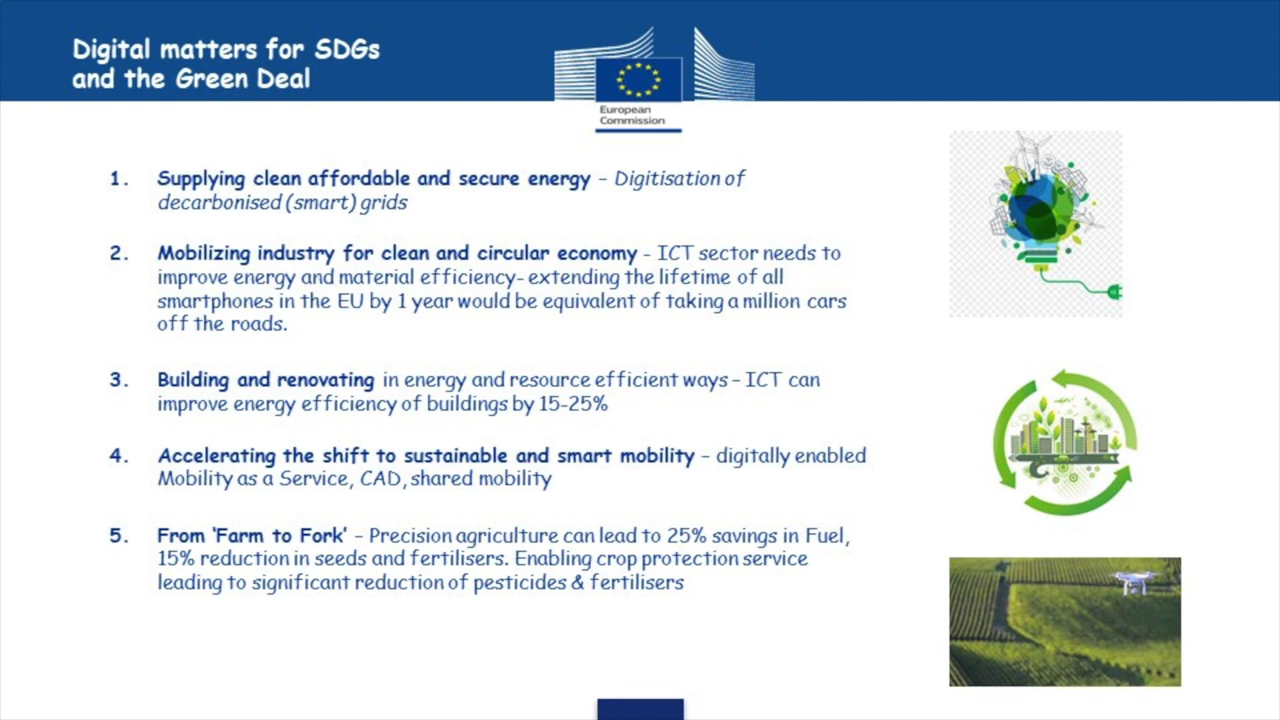 Digital matters for SDGs
and the Green Deal
European
Commission
1. Supplying clean affordable and secure energy – Digitisation of
decarbonised (smart) grids
2. Mobilizing industry for clean and circular economy - ICT sector needs to
improve energy and material efficiency- extending the lifetime of all
smartphones in the EU by 1 year would be equivalent of taking a million cars
off the roads.
3. Building and renovating in energy and resource efficient ways – ICT can
improve energy efficiency of buildings by 15-25%
4. Accelerating the shift to sustainable and smart mobility – digitally enabled
Mobility as a Service, CAD, shared mobility
5. From ‘Farm to Fork’ – Precision agriculture can lead to 25% savings in Fuel,
15% reduction in seeds and fertilisers. Enabling crop protection service
leading to significant reduction of pesticides & fertilisers